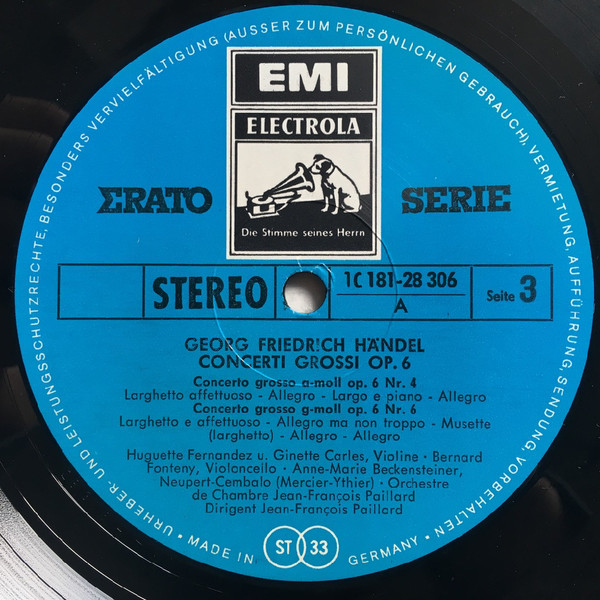 URHEBER- UND LEISTUNGSSCHUTZRECHTE, BESONDERS VERVIELFÄLTIGUNG (AUSSER ZUM PERSÖNLICHEN GEBRAUCH), VERMIETUNG, AUFFÜHRUNG, SENDUNG, VORBEHALTEN
EMI
ELECTROLA
ΣRATO SERIE
Die Stimme seines Herrn
STEREO
1C 181-28 306
A
Seite 3
GEORG FRIEDRICH HÄNDEL
CONCERTI GROSSI OP. 6
Concerto grosso a-moll op. 6 Nr. 4
Larghetto affettuoso - Allegro - Largo e piano - Allegro
Concerto grosso g-moll op. 6 Nr. 6
Larghetto e affettuoso - Allegro ma non troppo - Musette
(larghetto) - Allegro - Allegro
Huguette Fernandez u. Ginette Carles, Violine · Bernard
Fonteny, Violoncello · Anne-Marie Beckensteiner,
Neupert-Cembalo (Mercier-Ythier) · Orchestre
de Chambre Jean-François Paillard
Dirigent Jean-François Paillard
• MADE IN ST 33 GERMANY •